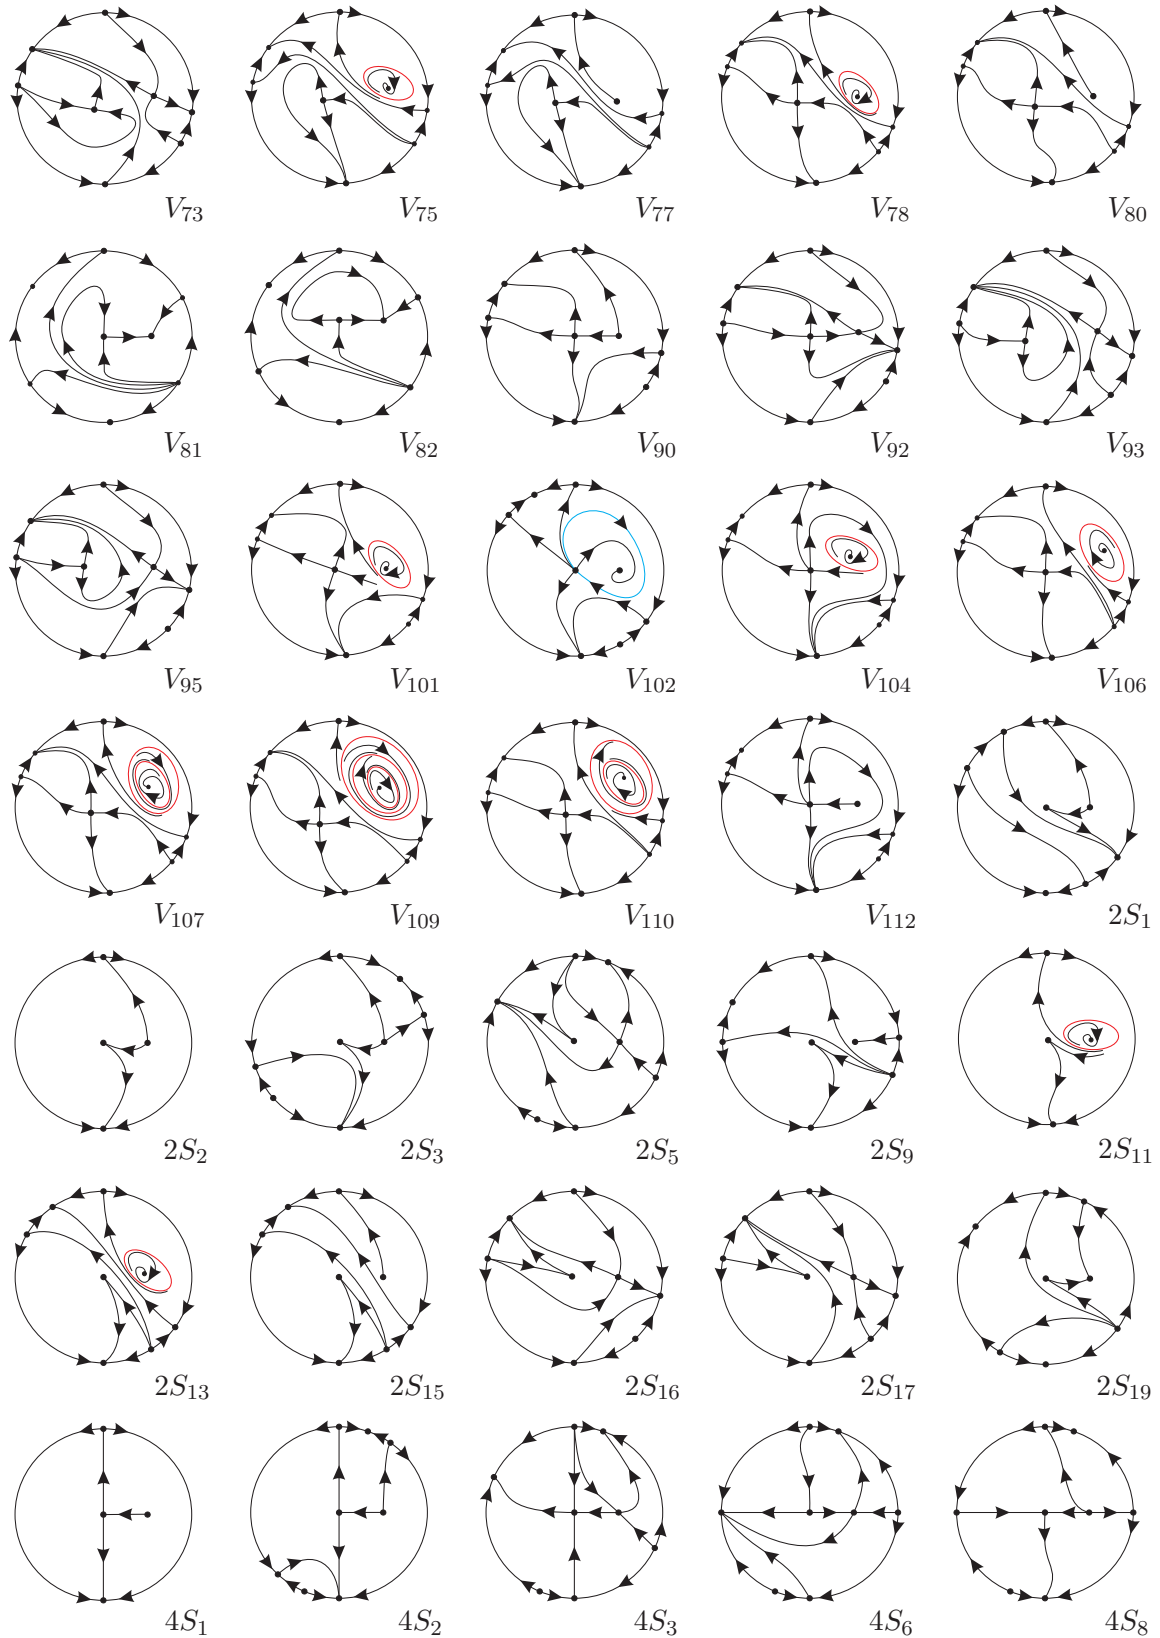 V₇₃ V₇₅ V₇₇ V₇₈ V₈₀
V₈₁ V₈₂ V₉₀ V₉₂ V₉₃
V₉₅ V₁₀₁ V₁₀₂ V₁₀₄ V₁₀₆
V₁₀₇ V₁₀₉ V₁₁₀ V₁₁₂ 2S₁
2S₂ 2S₃ 2S₅ 2S₉ 2S₁₁
2S₁₃ 2S₁₅ 2S₁₆ 2S₁₇ 2S₁₉
4S₁ 4S₂ 4S₃ 4S₆ 4S₈